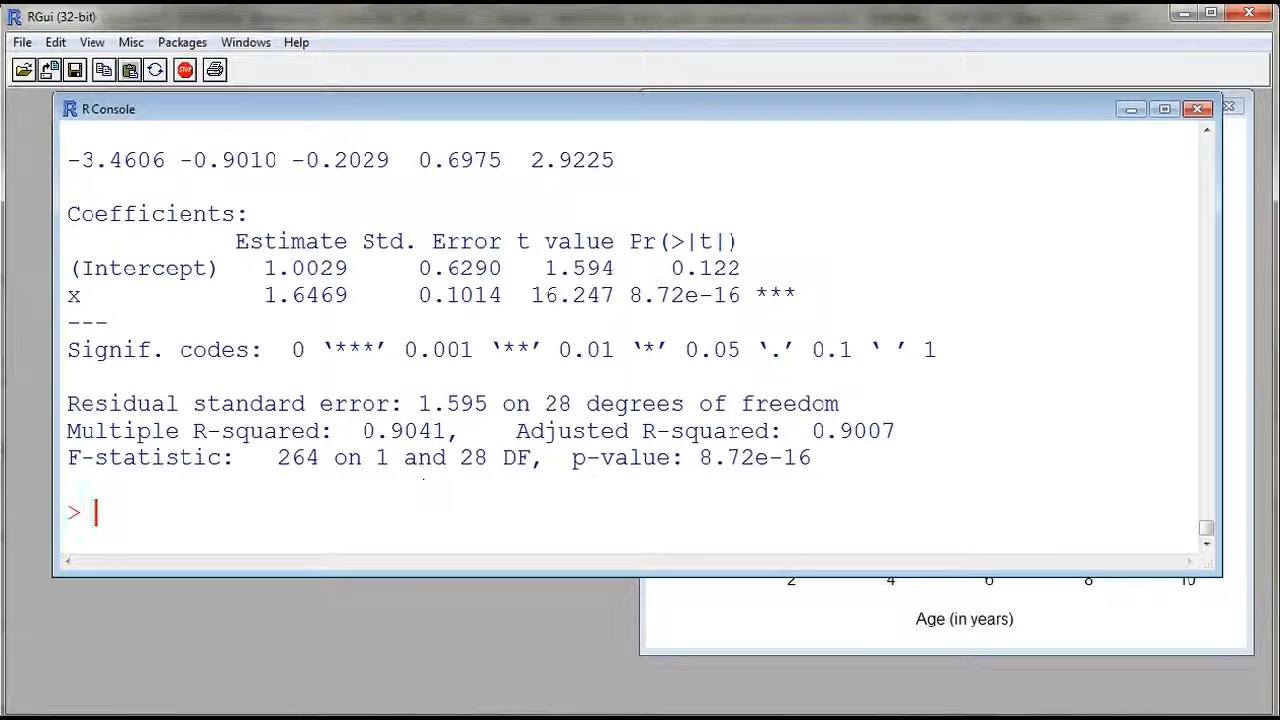 RGui (32-bit)
File Edit View Misc Packages Windows Help
STOP
R Console
-3.4606 -0.9010 -0.2029  0.6975  2.9225
Coefficients:
            Estimate Std. Error t value Pr(>|t|)
(Intercept)   1.0029     0.6290   1.594    0.122
x             1.6469     0.1014  16.247 8.72e-16 ***
---
Signif. codes:  0 ‘***’ 0.001 ‘**’ 0.01 ‘*’ 0.05 ‘.’ 0.1 ‘ ’ 1
Residual standard error: 1.595 on 28 degrees of freedom
Multiple R-squared:  0.9041,    Adjusted R-squared:  0.9007
F-statistic:   264 on 1 and 28 DF,  p-value: 8.72e-16
>
2 4 6 8 10
Age (in years)